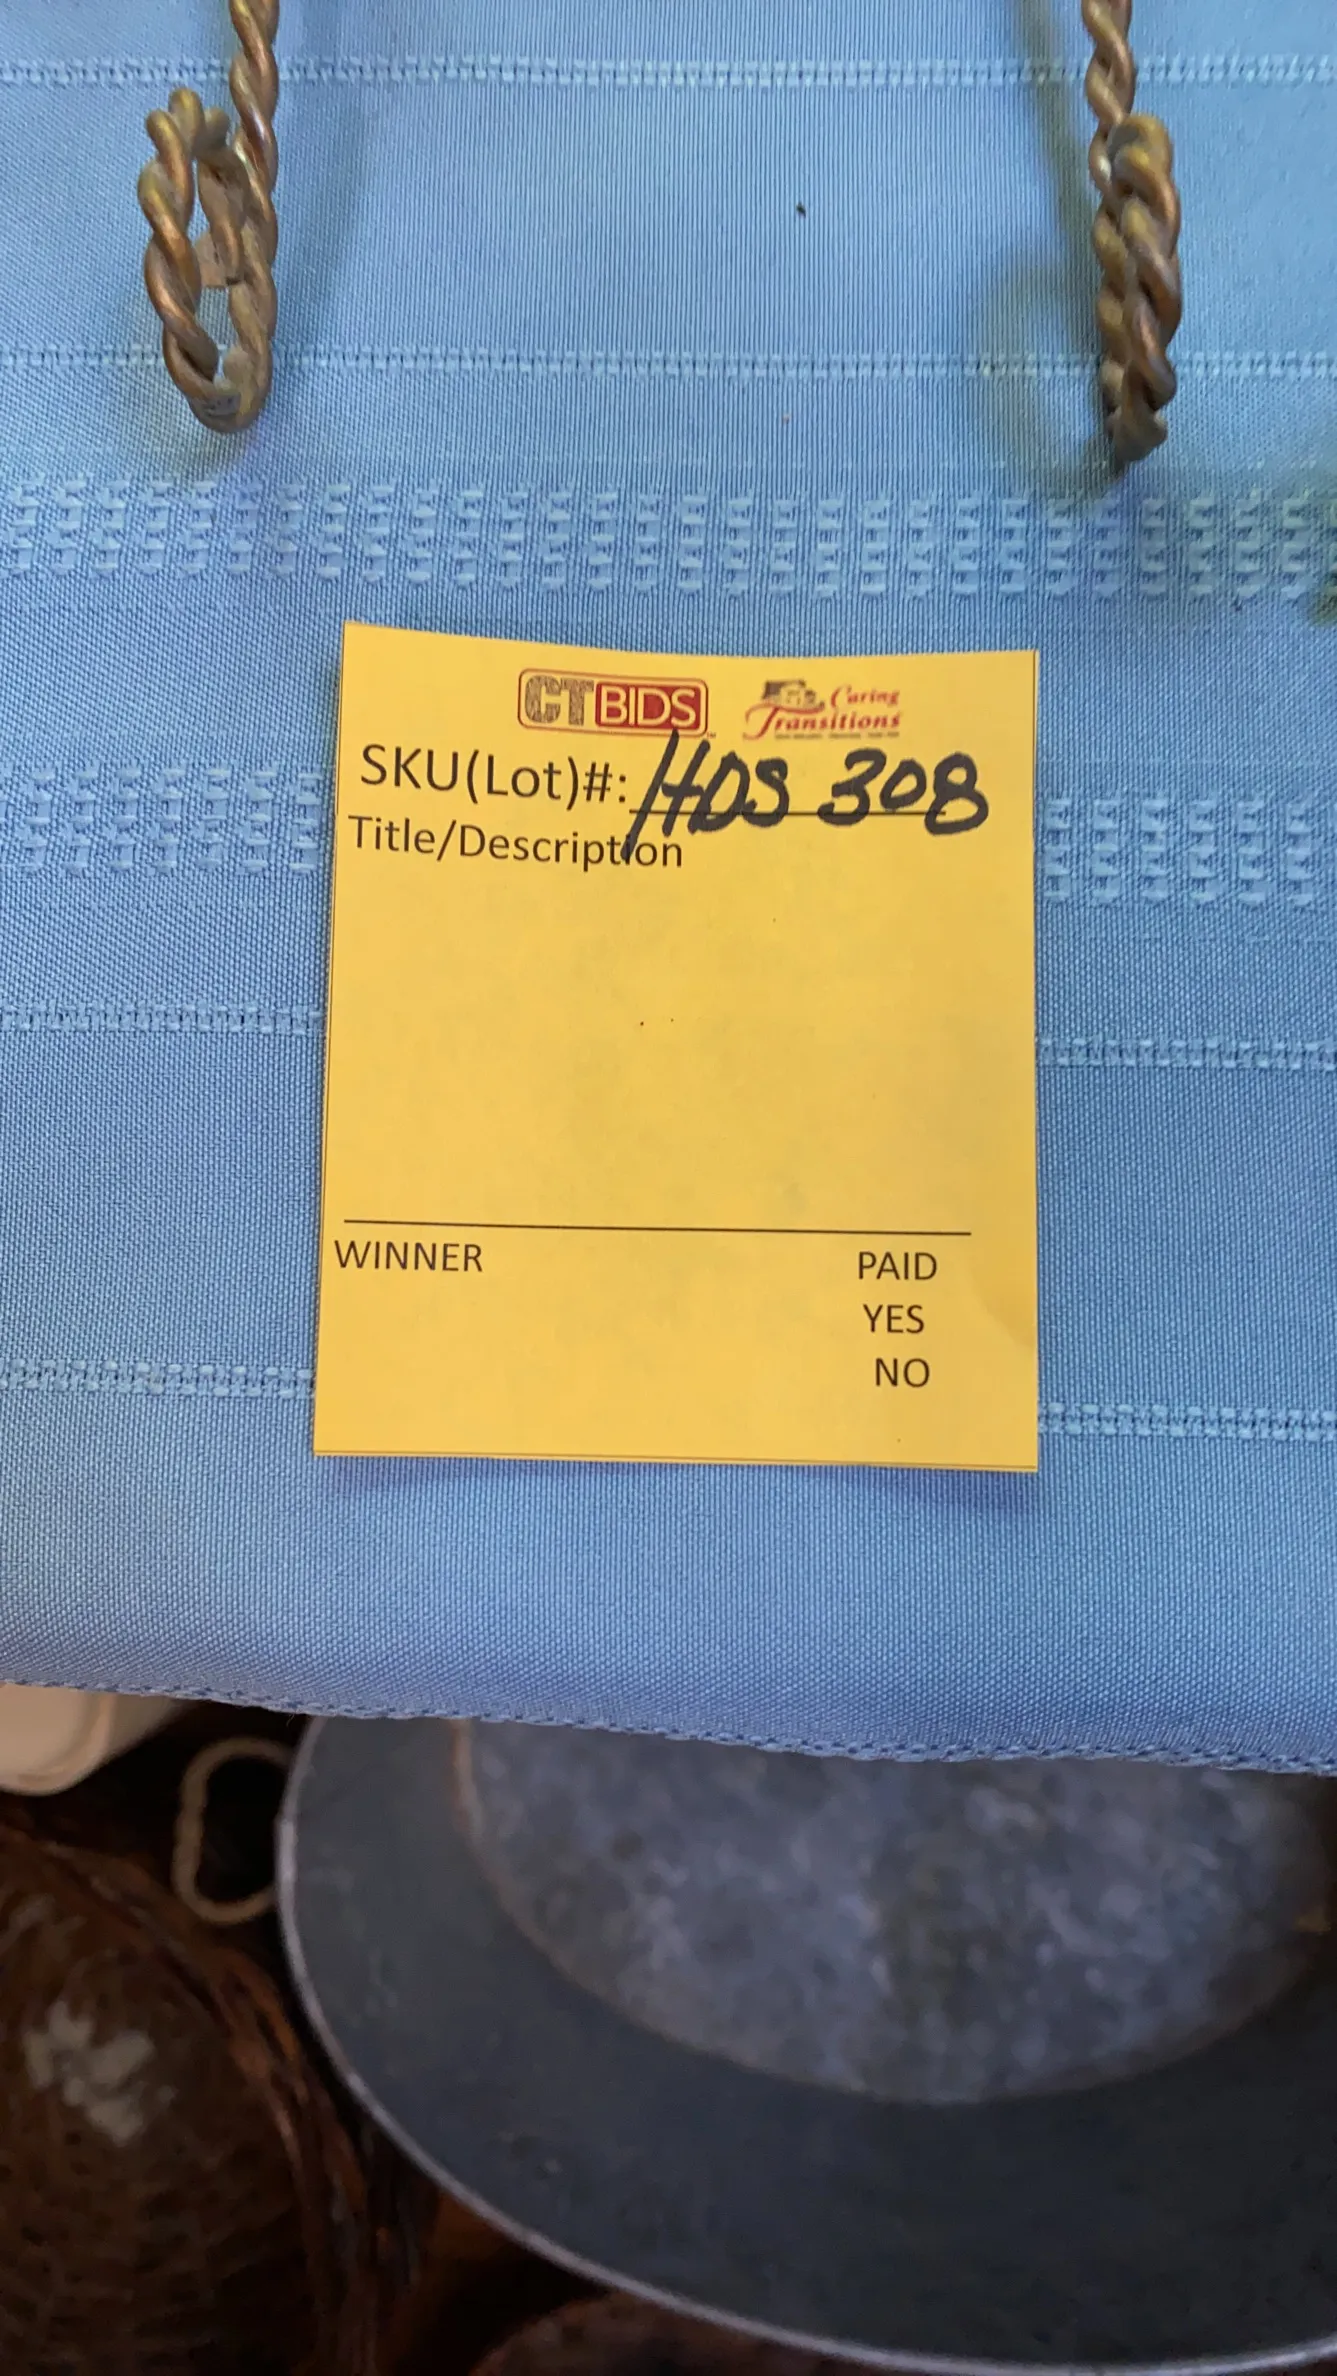 CTBIDS Caring Transitions
SKU(Lot)#: HDS 308
Title/Description
WINNER PAID
YES
NO